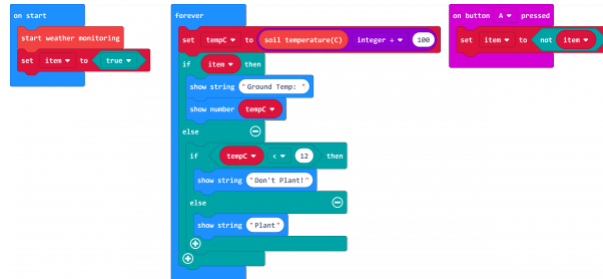 on start
start weather monitoring
set item ▾ to true ▾
forever
set tempC ▾ to soil temperature(C) integer ÷ ▾ 100
if item ▾ then
show string "Ground Temp: "
show number tempC ▾
else
if tempC ▾ < ▾ 12 then
show string "Don't Plant!"
else
show string "Plant"
on button A ▾ pressed
set item ▾ to not item ▾